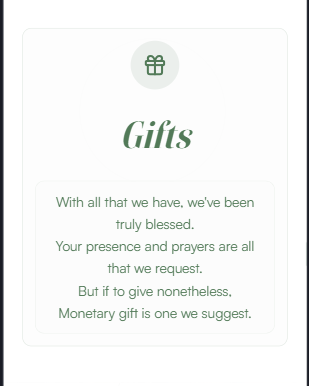 Gifts
With all that we have, we've been
truly blessed.
Your presence and prayers are all
that we request.
But if to give nonetheless,
Monetary gift is one we suggest.